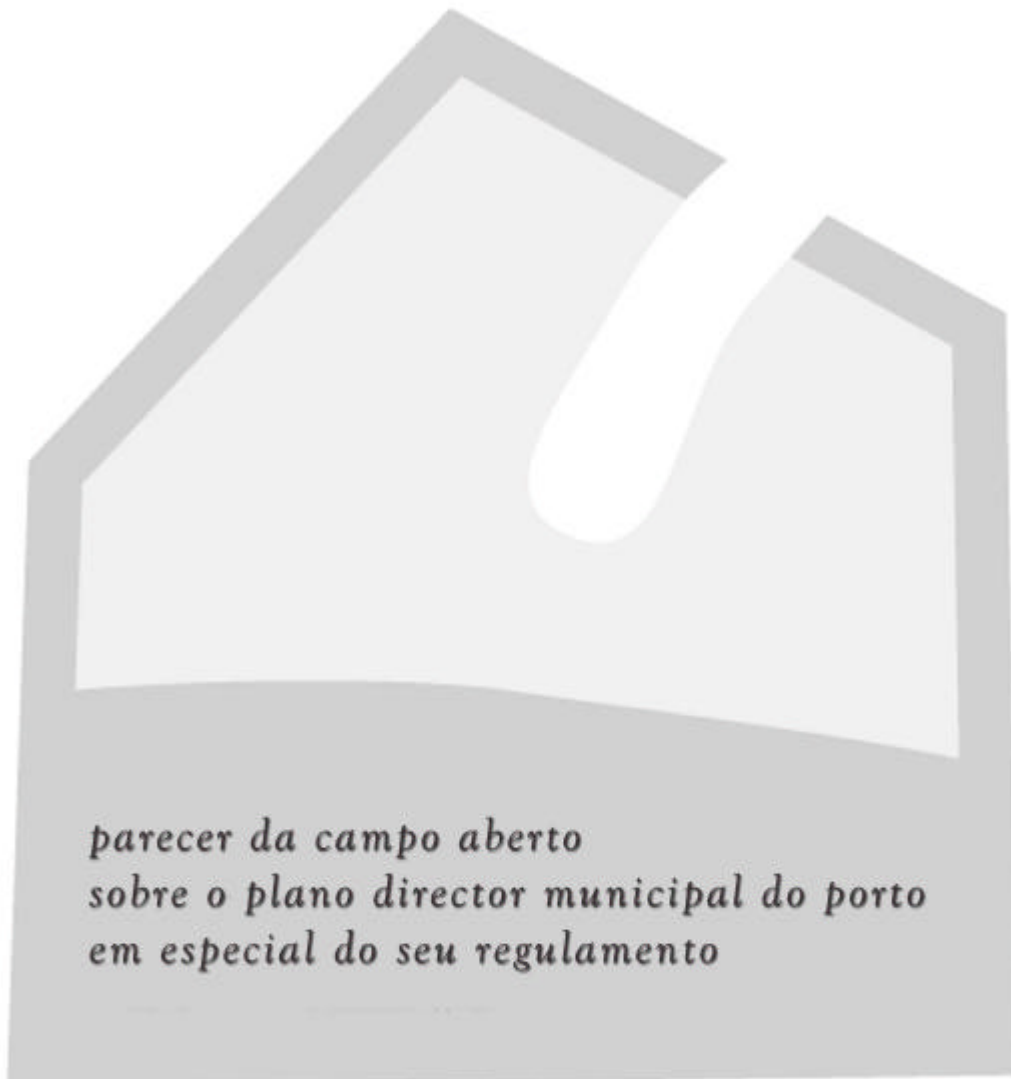 parecer da campo aberto
sobre o plano director municipal do porto
em especial do seu regulamento